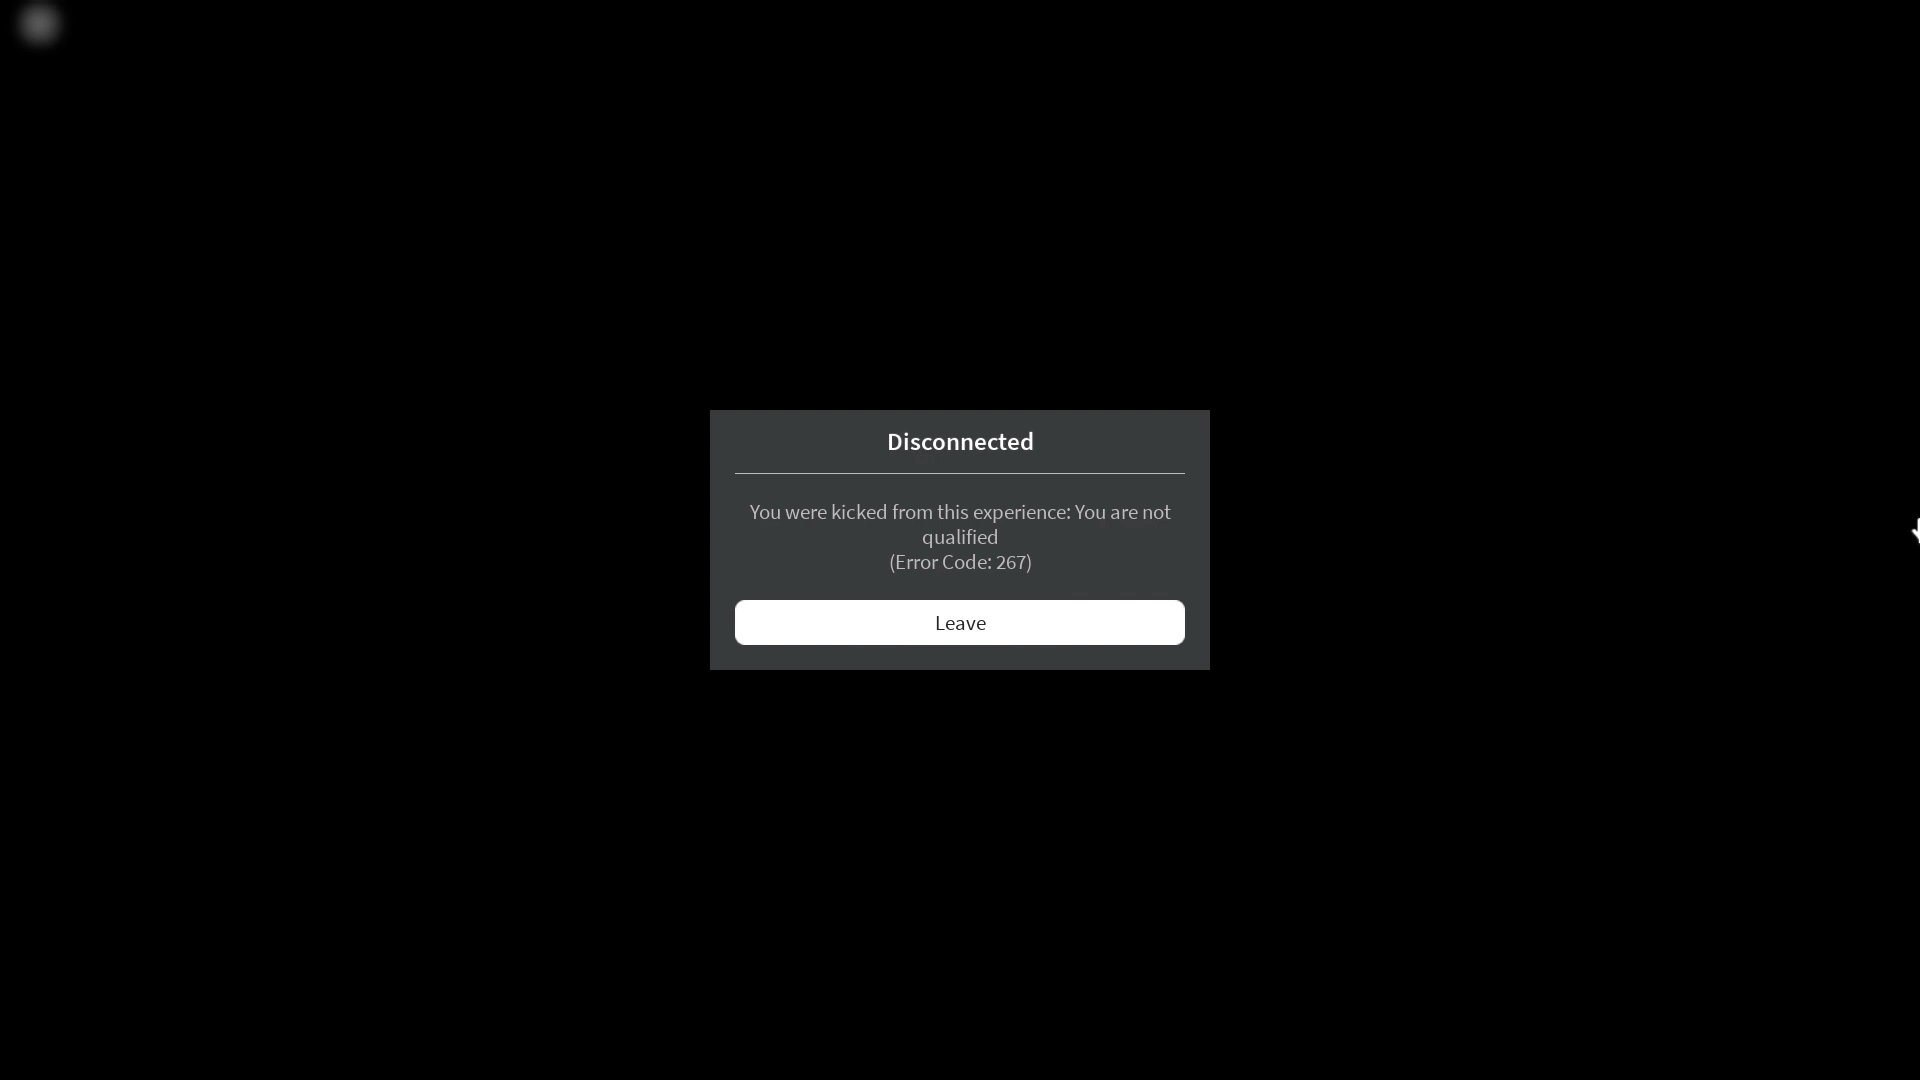 Disconnected
You were kicked from this experience: You are not
qualified
(Error Code: 267)
Leave